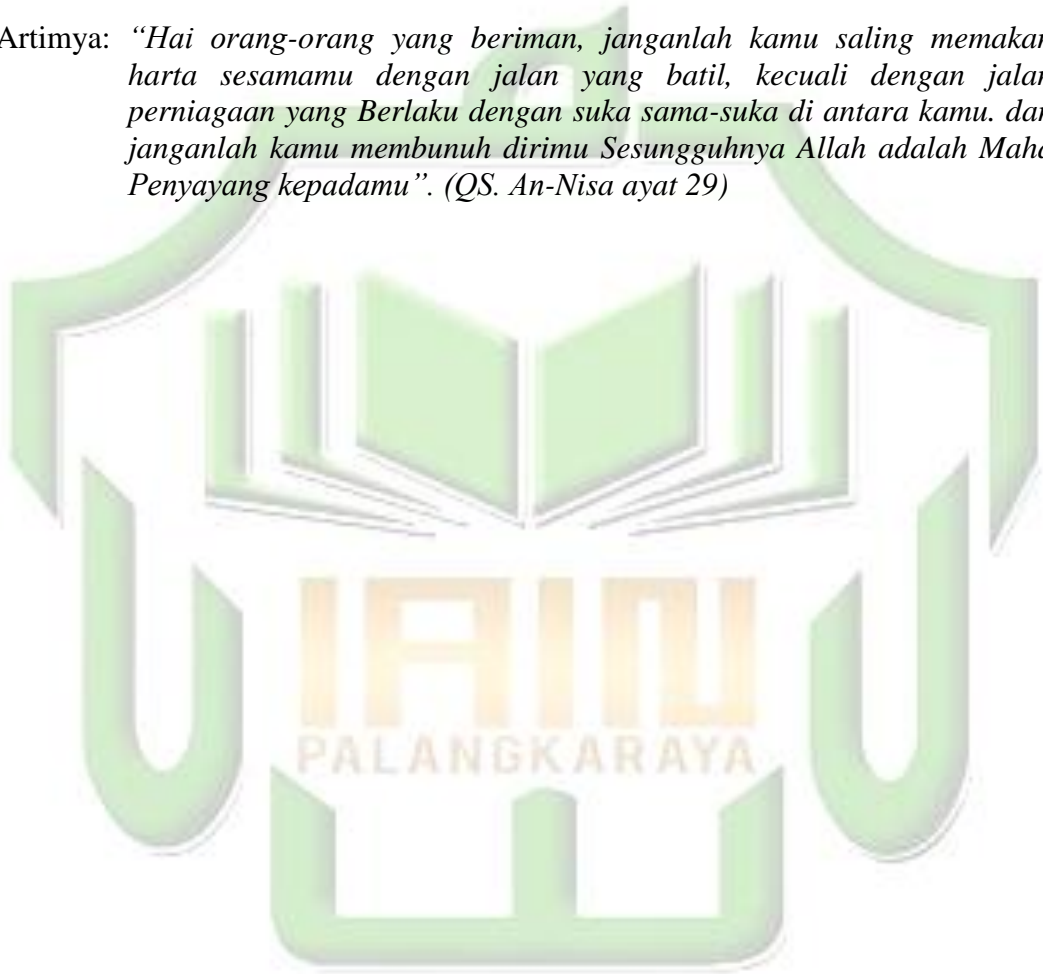 Artimya: “Hai orang-orang yang beriman, janganlah kamu saling memakan
harta sesamamu dengan jalan yang batil, kecuali dengan jalan
perniagaan yang Berlaku dengan suka sama-suka di antara kamu. dan
janganlah kamu membunuh dirimu Sesungguhnya Allah adalah Maha
Penyayang kepadamu”. (QS. An-Nisa ayat 29)
IAIN
PALANGKARAYA